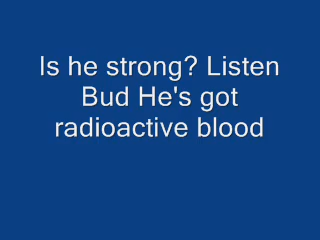 Is he strong? Listen
Bud He's got
radioactive blood